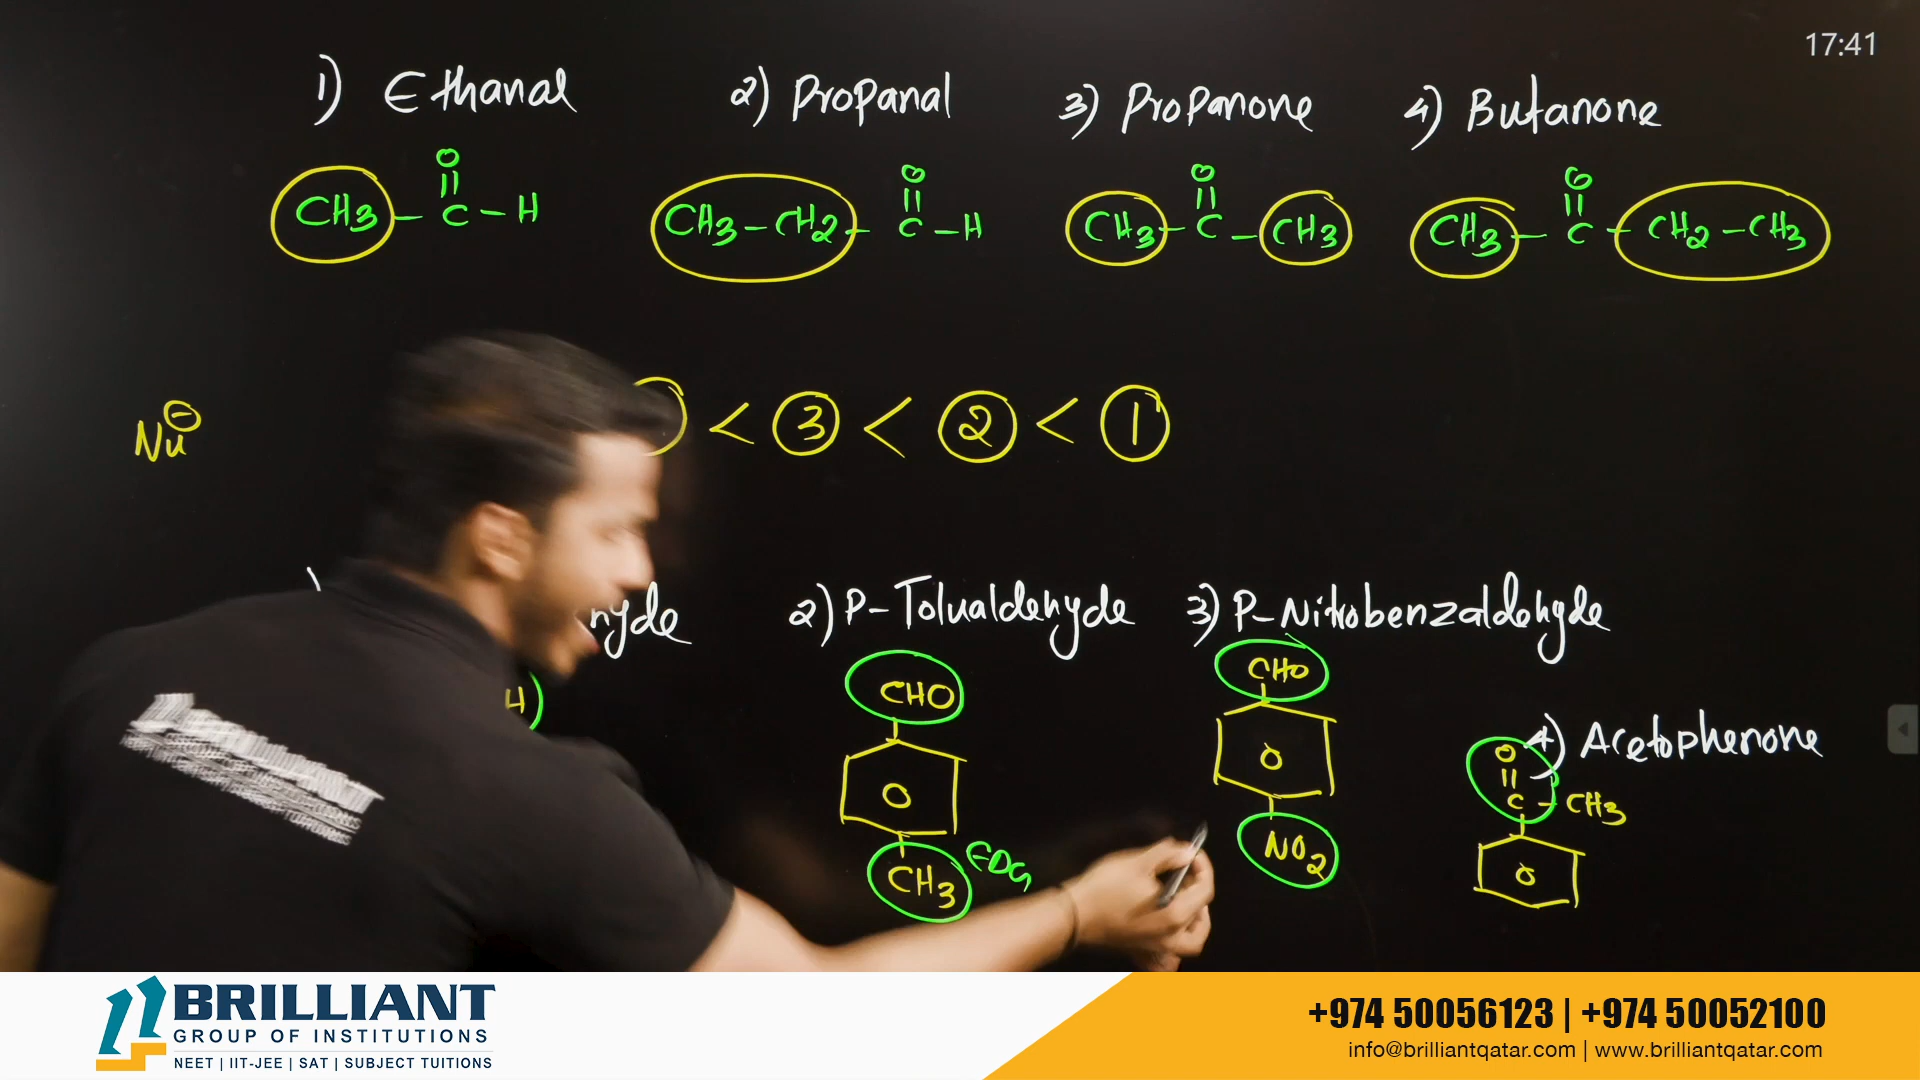 17:41
1) Ethanal 2) Propanal 3) Propanone 4) Butanone
O O O O
CH3 - C - H CH3 - CH2 - C - H CH3 - C - CH3 CH3 - C - CH2 - CH3
Nu⊖ < 3 < 2 < 1
hyde 2) P-Tolualdehyde 3) P-Nitrobenzaldehyde
H CHO CHO
4) Acetophenone
O
C - CH3
CH3 EDG NO2
BRILLIANT
GROUP OF INSTITUTIONS
NEET | IIT-JEE | SAT | SUBJECT TUITIONS
+974 50056123 | +974 50052100
info@brilliantqatar.com | www.brilliantqatar.com